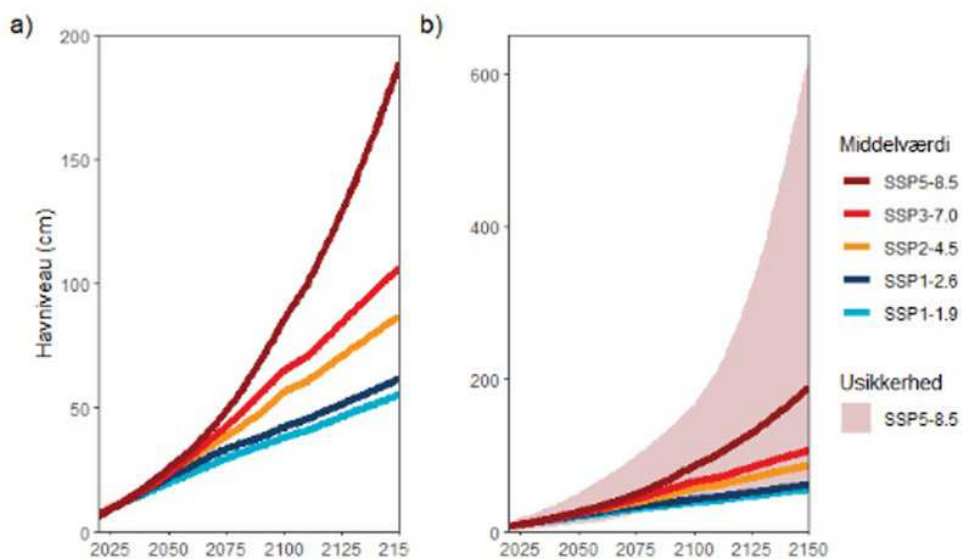 a)
200
150
100
50
0
Havniveau (cm)
2025 2050 2075 2100 2125 215
b)
600
400
200
0
2025 2050 2075 2100 2125 2150
Middelværdi
SSP5-8.5
SSP3-7.0
SSP2-4.5
SSP1-2.6
SSP1-1.9
Usikkerhed
SSP5-8.5